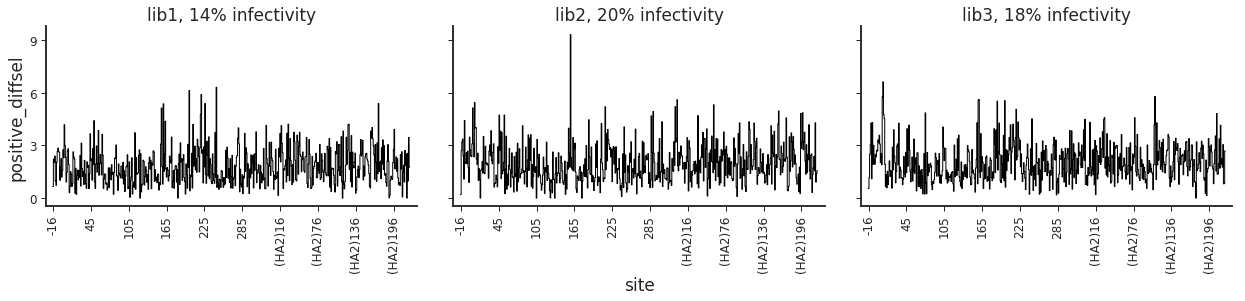 lib1, 14% infectivity
lib2, 20% infectivity
lib3, 18% infectivity
positive_diffsel
9
6
3
0
-16 45 105 165 225 285 (HA2)16 (HA2)76 (HA2)136 (HA2)196
-16 45 105 165 225 285 (HA2)16 (HA2)76 (HA2)136 (HA2)196
-16 45 105 165 225 285 (HA2)16 (HA2)76 (HA2)136 (HA2)196
site